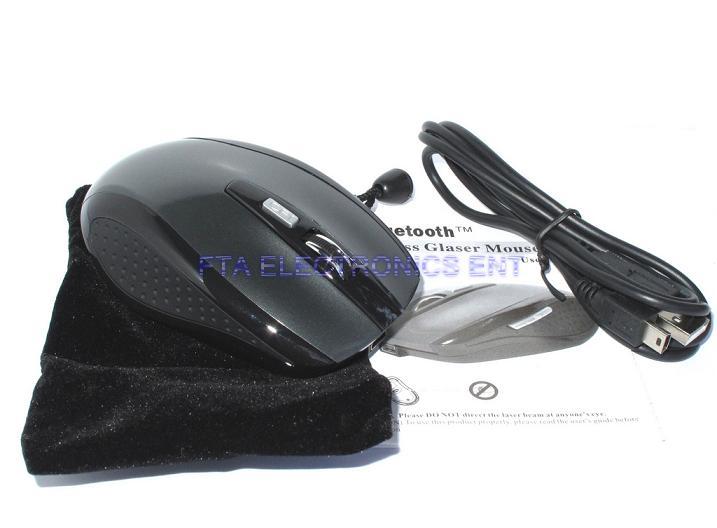 etooth™
ss Glaser Mouse
Use
FTA ELECTRONICS ENT
Please DO NOT direct the laser beam at anyone's eye.
To use this product properly, please read the user's guide before